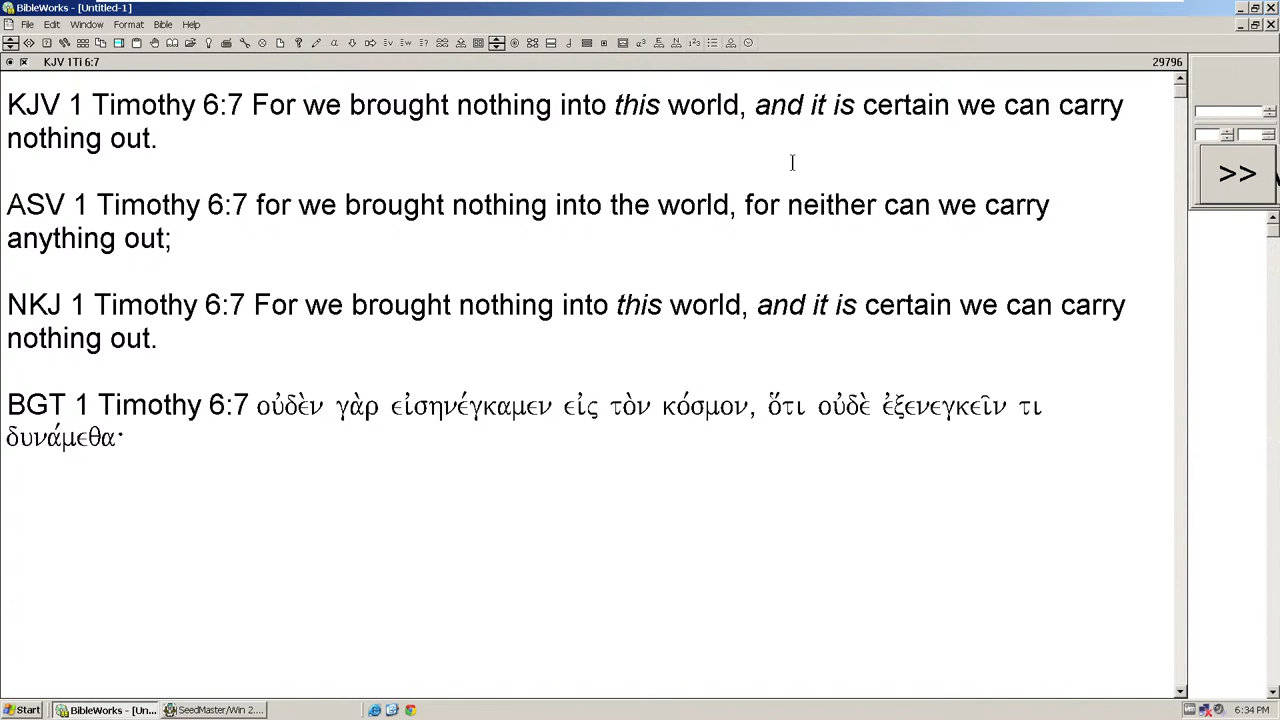 BibleWorks - [Untitled-1]
File Edit Window Format Bible Help
KJV 1Ti 6:7 29796
KJV 1 Timothy 6:7 For we brought nothing into this world, and it is certain we can carry
nothing out.
>>
ASV 1 Timothy 6:7 for we brought nothing into the world, for neither can we carry
anything out;
NKJ 1 Timothy 6:7 For we brought nothing into this world, and it is certain we can carry
nothing out.
BGT 1 Timothy 6:7 οὐδὲν γὰρ εἰσηνέγκαμεν εἰς τὸν κόσμον, ὅτι οὐδὲ ἐξενεγκεῖν τι
δυνάμεθα·
Start BibleWorks - [Un... SeedMaster/Win 2.... 6:34 PM